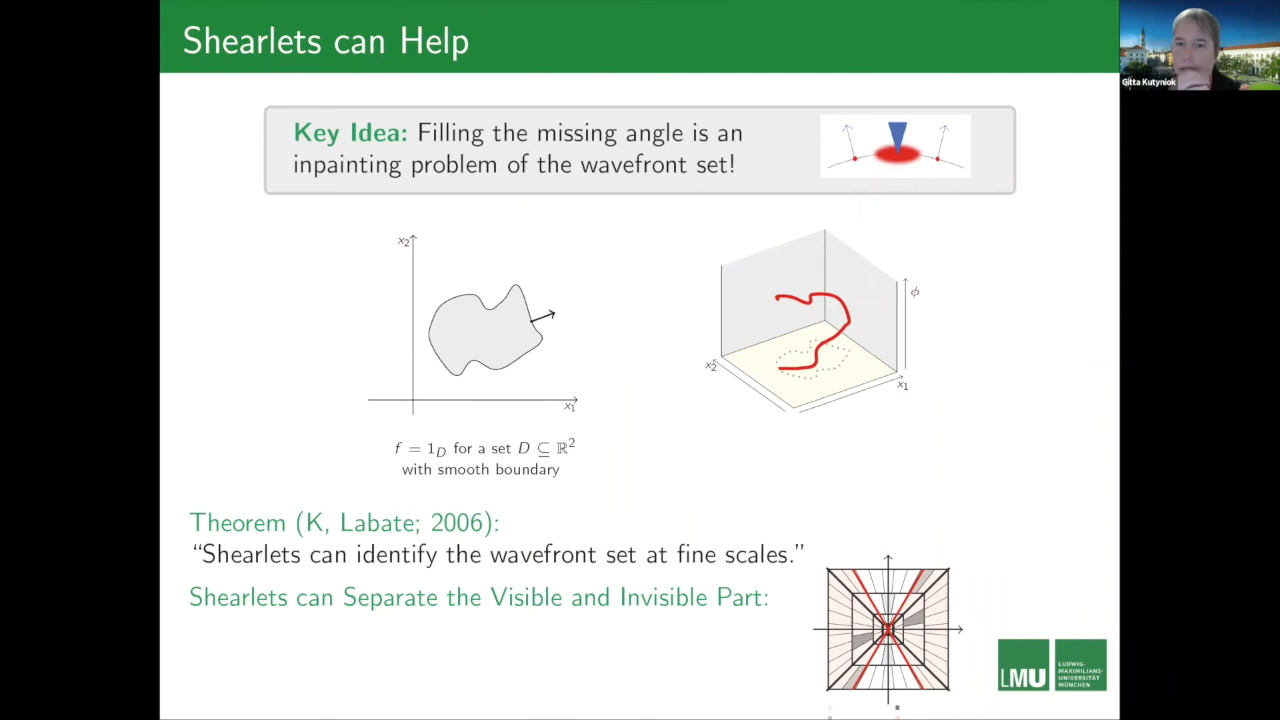 Shearlets can Help
Gitta Kutyniok
Key Idea: Filling the missing angle is an
inpainting problem of the wavefront set!
x₂
x₁
ϕ
x₂
x₁
f = 1_D for a set D ⊆ ℝ²
with smooth boundary
Theorem (K, Labate; 2006):
“Shearlets can identify the wavefront set at fine scales.”
Shearlets can Separate the Visible and Invisible Part:
LMU
LUDWIG-
MAXIMILIANS-
UNIVERSITÄT
MÜNCHEN